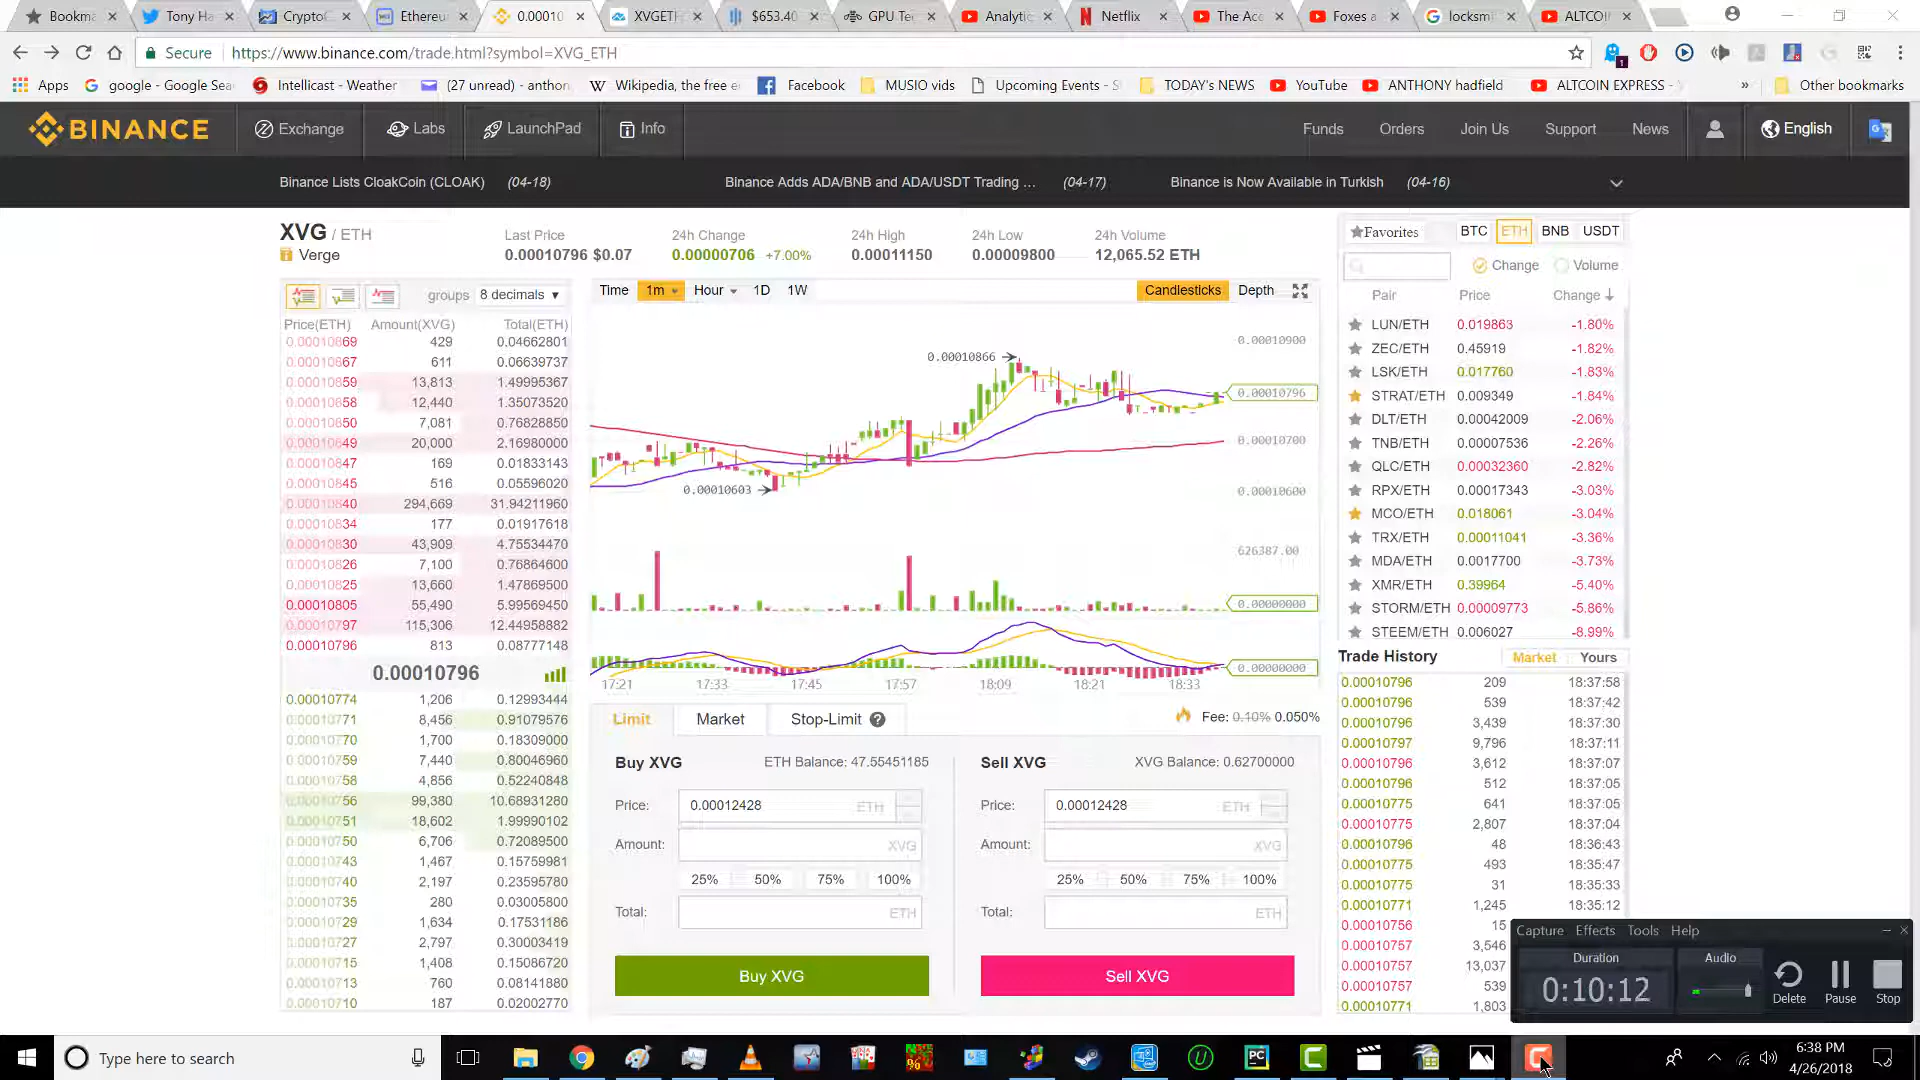 Bookma
Tony Ha
Crypto
Ethereu
0.00010
XVGETH
$653.40
GPU Te
Analytic
Netflix
The Acc
Foxes a
locksm
ALTCOI
Secure
https://www.binance.com/trade.html?symbol=XVG_ETH
1
Apps
google - Google Sea
Intellicast - Weather
(27 unread) - anthon
Wikipedia, the free e
Facebook
MUSIO vids
Upcoming Events - S
TODAY's NEWS
YouTube
ANTHONY hadfield
ALTCOIN EXPRESS -
»
Other bookmarks
BINANCE
Exchange
Labs
LaunchPad
Info
Funds
Orders
Join Us
Support
News
English
Binance Lists CloakCoin (CLOAK) (04-18)
Binance Adds ADA/BNB and ADA/USDT Trading ... (04-17)
Binance is Now Available in Turkish (04-16)
XVG / ETH
Verge
Last Price
0.00010796 $0.07
24h Change
0.00000706 +7.00%
24h High
0.00011150
24h Low
0.00009800
24h Volume
12,065.52 ETH
groups 8 decimals
Price(ETH) Amount(XVG) Total(ETH)
0.00010869 429 0.04662801
0.00010867 611 0.06639737
0.00010859 13,813 1.49995367
0.00010858 12,440 1.35073520
0.00010850 7,081 0.76828850
0.00010849 20,000 2.16980000
0.00010847 169 0.01833143
0.00010845 516 0.05596020
0.00010840 294,669 31.94211960
0.00010834 177 0.01917618
0.00010830 43,909 4.75534470
0.00010826 7,100 0.76864600
0.00010825 13,660 1.47869500
0.00010805 55,490 5.99569450
0.00010797 115,306 12.44958882
0.00010796 813 0.08777148
0.00010796
0.00010774 1,206 0.12993444
0.00010771 8,456 0.91079576
0.00010770 1,700 0.18309000
0.00010759 7,440 0.80046960
0.00010758 4,856 0.52240848
0.00010756 99,380 10.68931280
0.00010751 18,602 1.99990102
0.00010750 6,706 0.72089500
0.00010743 1,467 0.15759981
0.00010740 2,197 0.23595780
0.00010735 280 0.03005800
0.00010729 1,634 0.17531186
0.00010727 2,797 0.30003419
0.00010715 1,408 0.15086720
0.00010713 760 0.08141880
0.00010710 187 0.02002770
Time 1m Hour 1D 1W
Candlesticks Depth
0.00010900
0.00010866
0.00010796
0.00010700
0.00010603
0.00010600
626387.00
0.00000000
0.00000000
17:21 17:33 17:45 17:57 18:09 18:21 18:33
Limit Market Stop-Limit ?
Fee: 0.10% 0.050%
Buy XVG
ETH Balance: 47.55451185
Price: 0.00012428 ETH
Amount: XVG
25% 50% 75% 100%
Total: ETH
Buy XVG
Sell XVG
XVG Balance: 0.62700000
Price: 0.00012428 ETH
Amount: XVG
25% 50% 75% 100%
Total: ETH
Sell XVG
Favorites BTC ETH BNB USDT
Change Volume
Pair Price Change
LUN/ETH 0.019863 -1.80%
ZEC/ETH 0.45919 -1.82%
LSK/ETH 0.017760 -1.83%
STRAT/ETH 0.009349 -1.84%
DLT/ETH 0.00042009 -2.06%
TNB/ETH 0.00007536 -2.26%
QLC/ETH 0.00032360 -2.82%
RPX/ETH 0.00017343 -3.03%
MCO/ETH 0.018061 -3.04%
TRX/ETH 0.00011041 -3.36%
MDA/ETH 0.0017700 -3.73%
XMR/ETH 0.39964 -5.40%
STORM/ETH 0.00009773 -5.86%
STEEM/ETH 0.006027 -8.99%
Trade History Market Yours
0.00010796 209 18:37:58
0.00010796 539 18:37:42
0.00010796 3,439 18:37:30
0.00010797 9,796 18:37:11
0.00010796 3,612 18:37:07
0.00010796 512 18:37:05
0.00010775 641 18:37:05
0.00010775 2,807 18:37:04
0.00010796 48 18:36:43
0.00010775 493 18:35:47
0.00010775 31 18:35:33
0.00010771 1,245 18:35:12
0.00010756 15
0.00010757 3,546
0.00010757 13,037
0.00010757 539
0.00010771 1,803
Capture Effects Tools Help
Duration
0:10:12
Audio
Delete
Pause
Stop
Type here to search
6:38 PM
4/26/2018